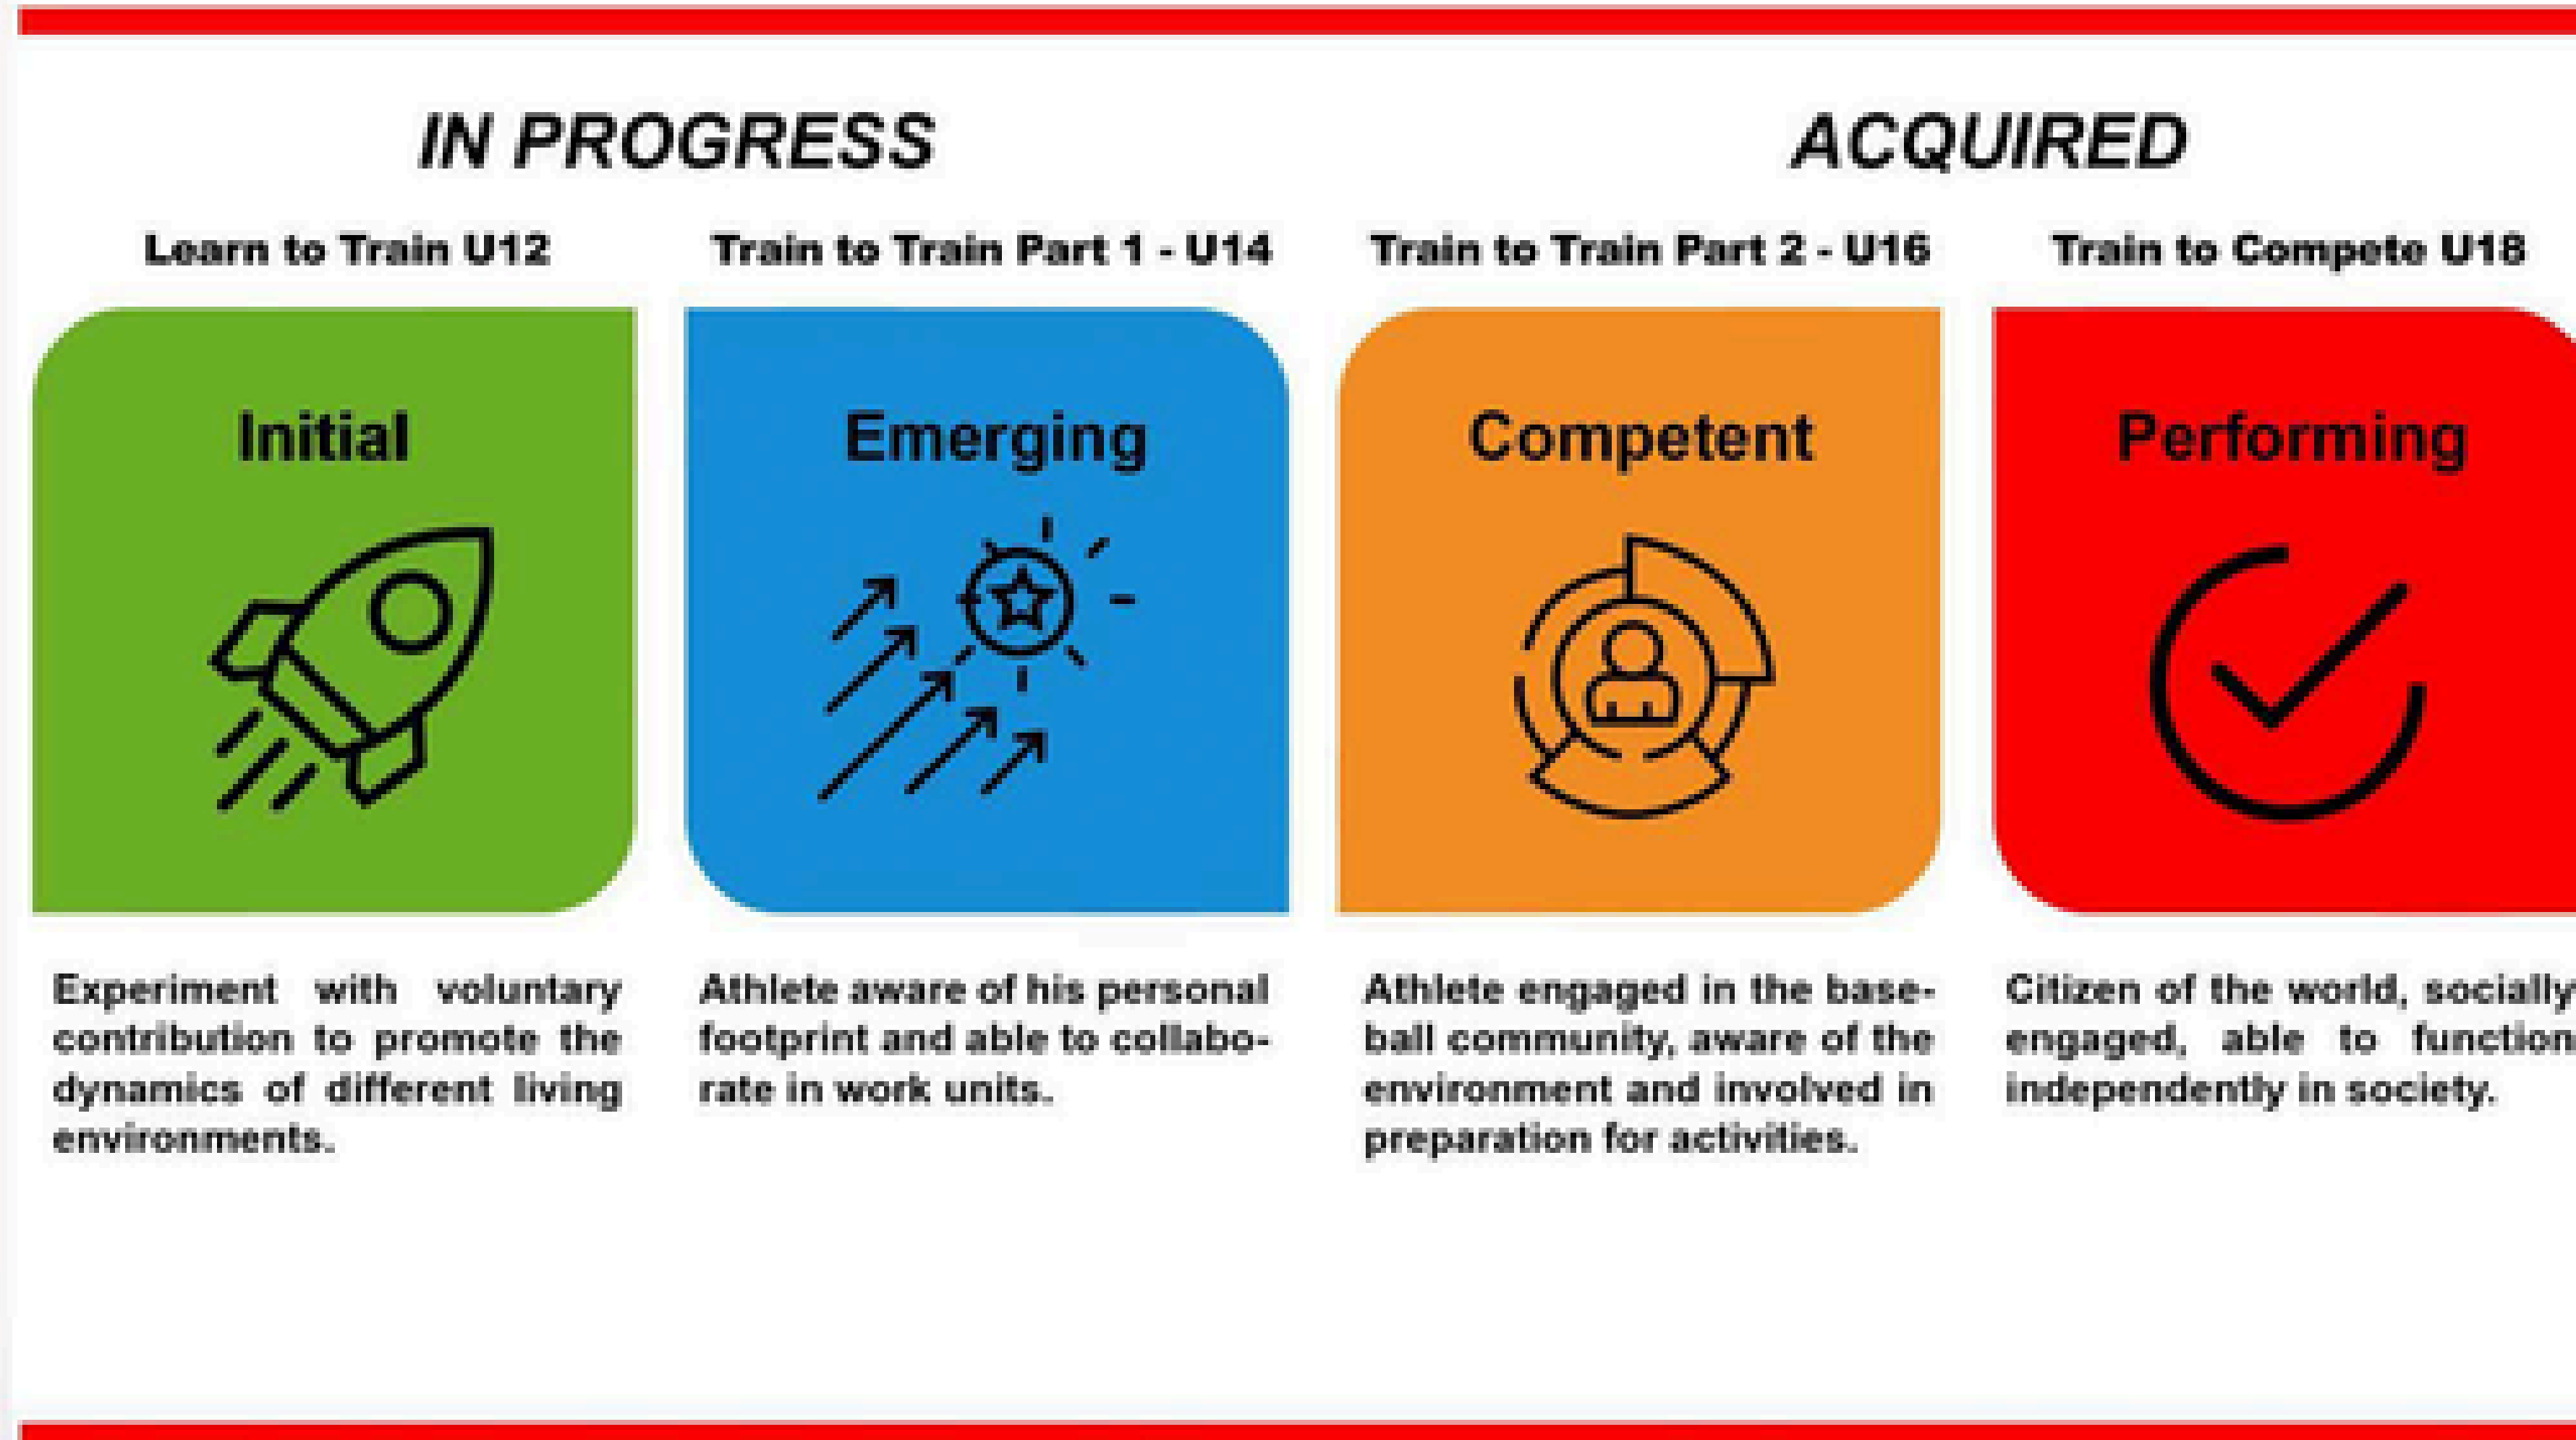 IN PROGRESS
ACQUIRED
Learn to Train U12
Train to Train Part 1 - U14
Train to Train Part 2 - U16
Train to Compete U18
Initial
Emerging
Competent
Performing
Experiment with voluntary
contribution to promote the
dynamics of different living
environments.
Athlete aware of his personal
footprint and able to collabo-
rate in work units.
Athlete engaged in the base-
ball community, aware of the
environment and involved in
preparation for activities.
Citizen of the world, socially
engaged, able to function
independently in society.